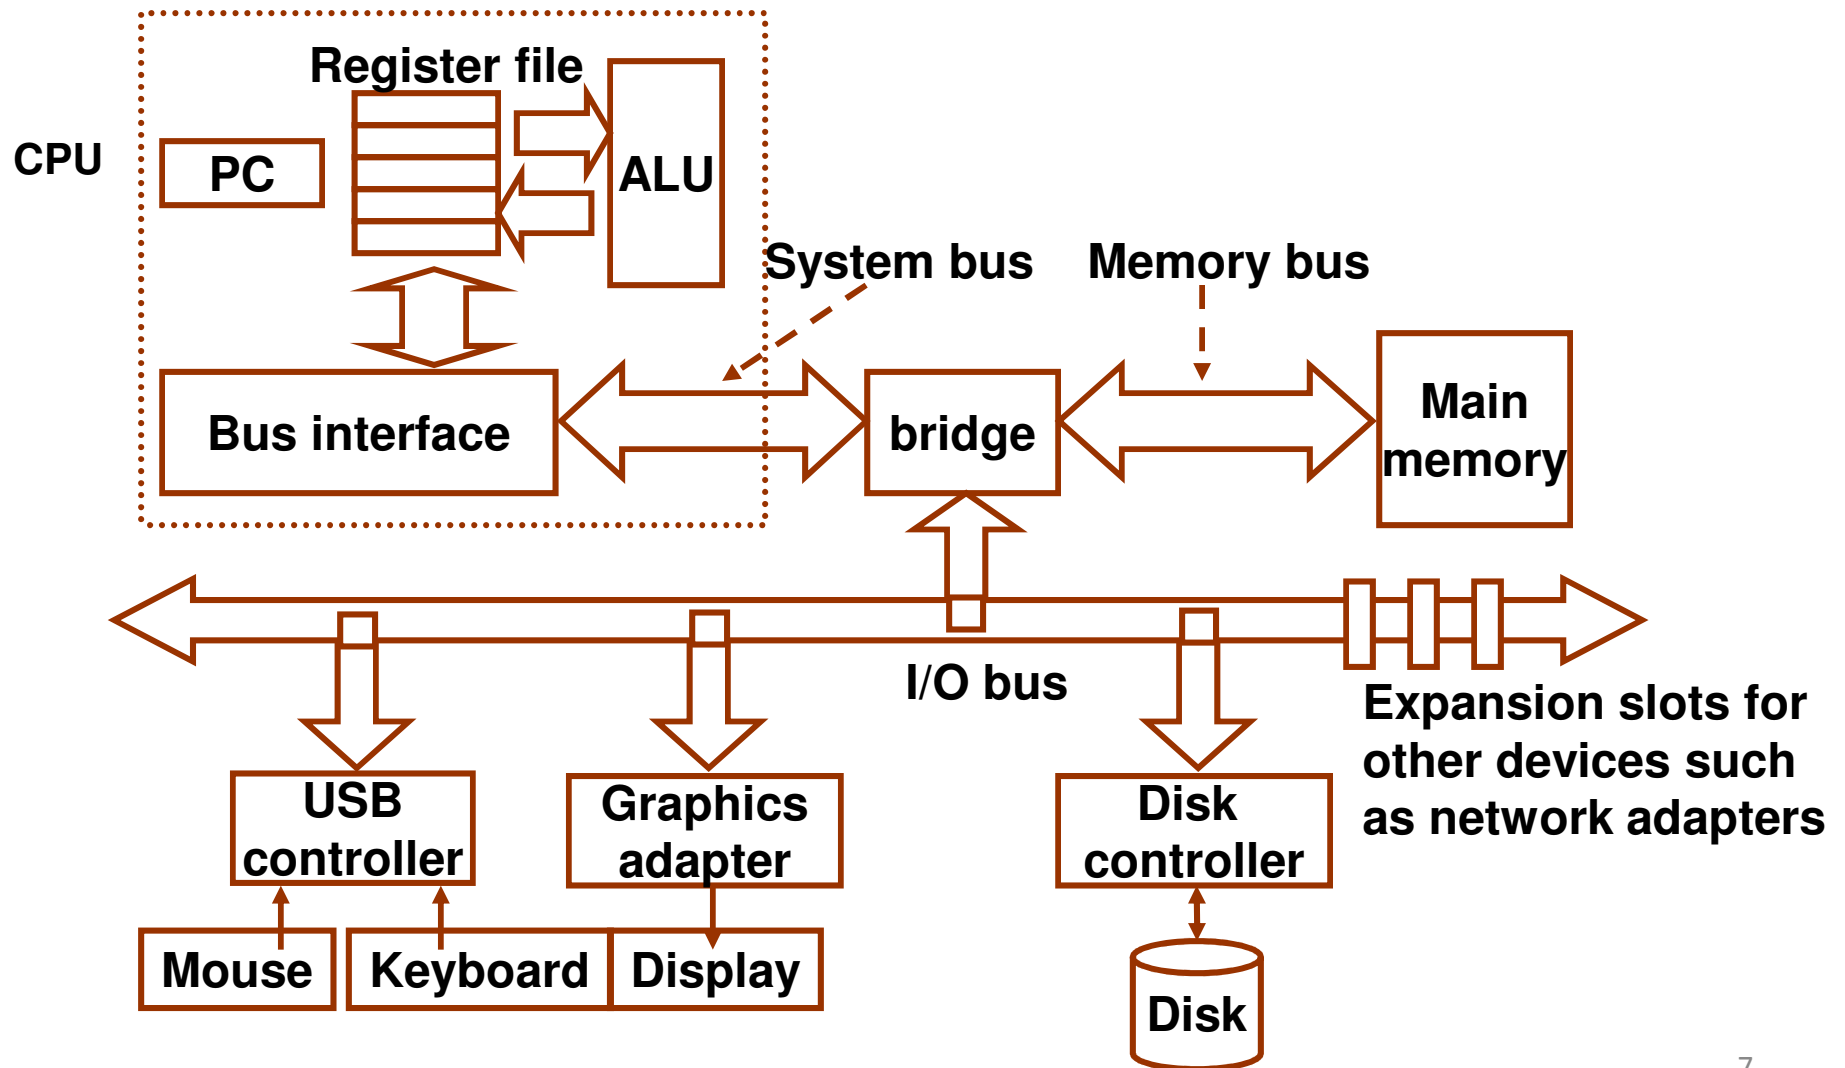 Register file
CPU
PC
ALU
System bus
Memory bus
Bus interface
bridge
Main
memory
I/O bus
Expansion slots for
other devices such
as network adapters
USB
controller
Graphics
adapter
Disk
controller
Mouse
Keyboard
Display
Disk
7